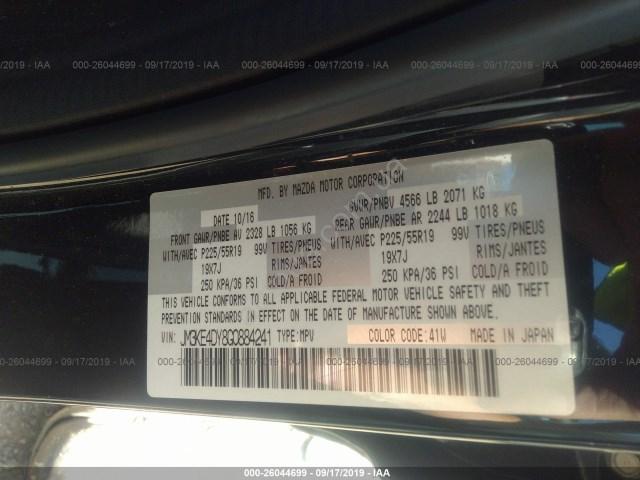 000-26044699 - 09/17/2019 - IAA 000-26044699 - 09/17/2019 - IAA 000-26044699 - 09/17/2019 - IAA
MFD. BY MAZDA MOTOR CORPORATION
DATE 10/16 GVWR/PNBV 4566 LB 2071 KG
FRONT GAWR/PNBE AV 2328 LB 1056 KG REAR GAWR/PNBE AR 2244 LB 1018 KG
WITH/AVEC P225/55R19 99V TIRES/PNEUS WITH/AVEC P225/55R19 99V TIRES/PNEUS
19X7J RIMS/JANTES 19X7J RIMS/JANTES
250 KPA/36 PSI COLD/A FROID 250 KPA/36 PSI COLD/A FROID
THIS VEHICLE CONFORMS TO ALL APPLICABLE FEDERAL MOTOR VEHICLE SAFETY AND THEFT
PREVENTION STANDARDS IN EFFECT ON THE DATE OF MANUFACTURE SHOWN ABOVE.
VIN: JM3KE4DY8G0884241 TYPE:MPV COLOR CODE:41W MADE IN JAPAN
000-26044699 - 09/17/2019 - IAA 000-26044699 - 09/17/2019 - IAA 000-26044699 - 09/17/2019 - IAA
000-26044699 - 09/17/2019 - IAA